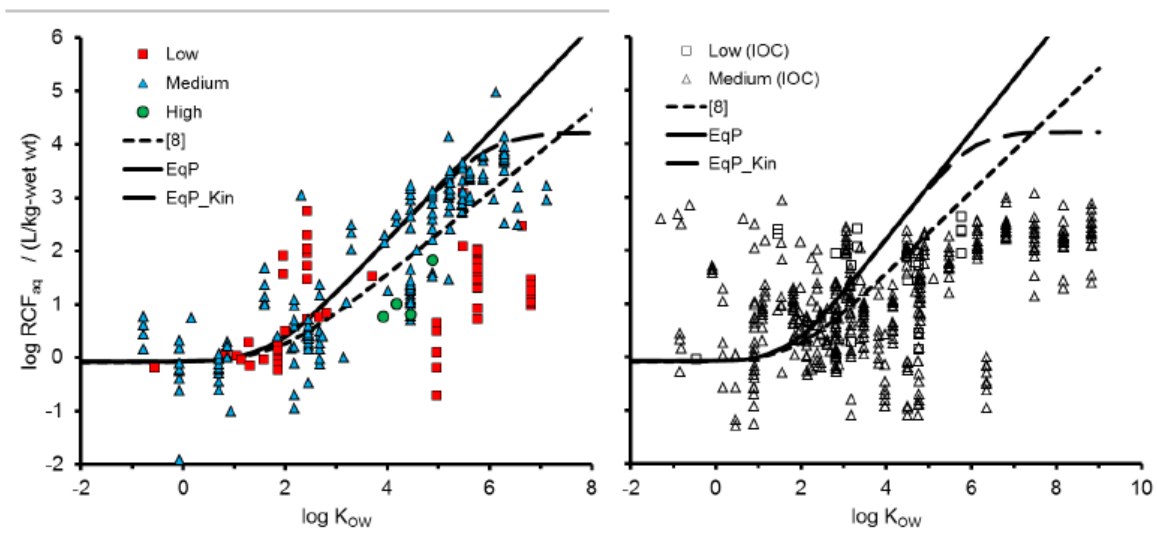 6
5
4
3
2
1
0
-1
-2
-2 0 2 4 6 8
log RCFaq / (L/kg-wet wt)
log KOW
Low
Medium
High
[8]
EqP
EqP_Kin
Low (IOC)
Medium (IOC)
[8]
EqP
EqP_Kin
-2 0 2 4 6 8 10
log KOW